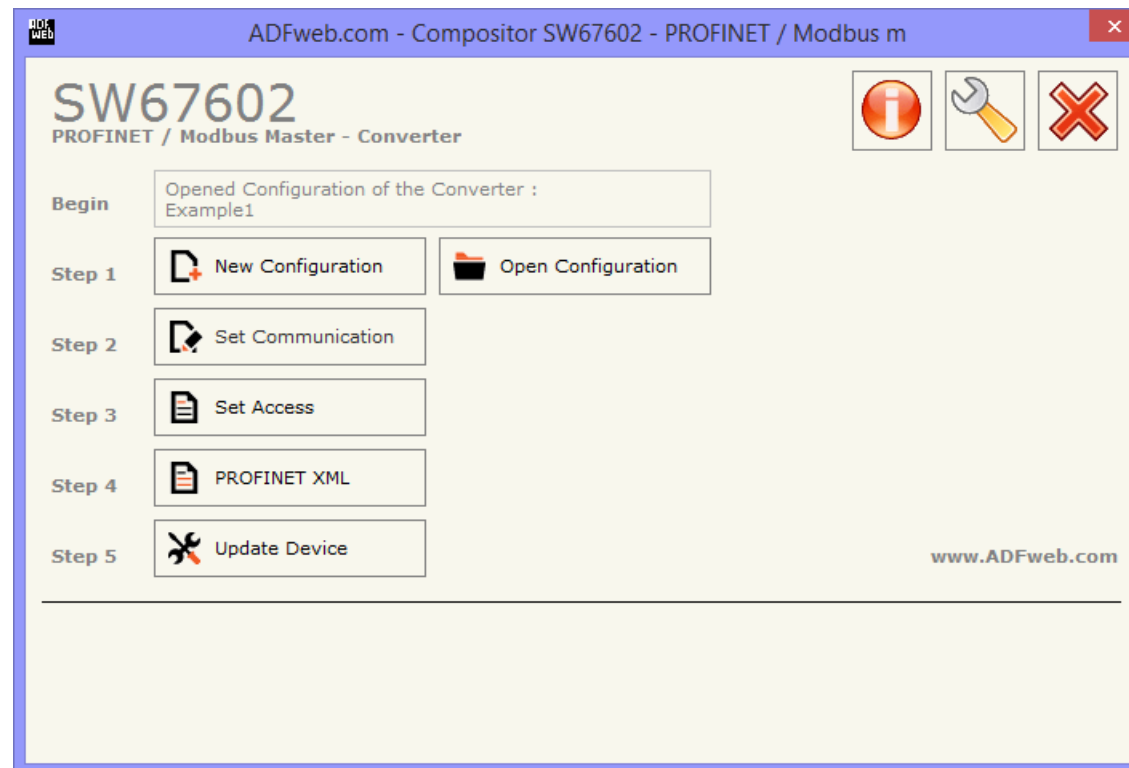 ADF WEB
ADFweb.com - Compositor SW67602 - PROFINET / Modbus m
SW67602
PROFINET / Modbus Master - Converter
Begin
Opened Configuration of the Converter :
Example1
Step 1
New Configuration
Open Configuration
Step 2
Set Communication
Step 3
Set Access
Step 4
PROFINET XML
Step 5
Update Device
www.ADFweb.com